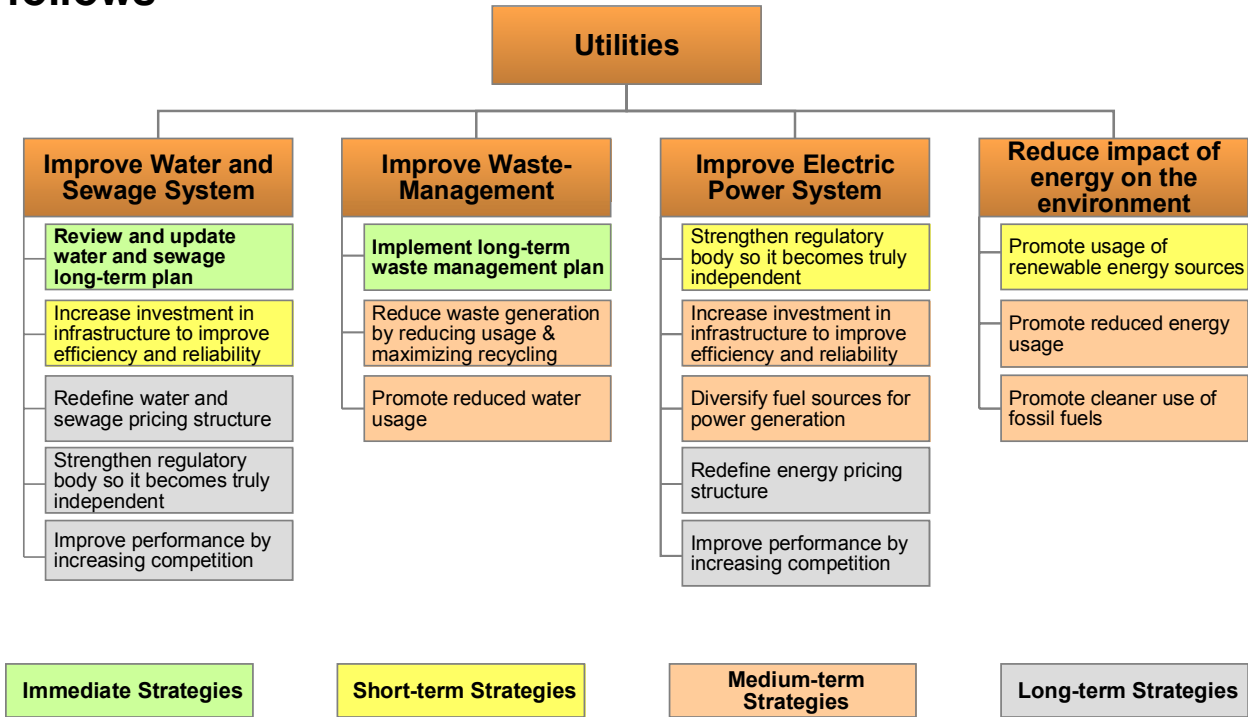 follows
Utilities
Improve Water and
Sewage System
Review and update
water and sewage
long-term plan
Increase investment in
infrastructure to improve
efficiency and reliability
Redefine water and
sewage pricing structure
Strengthen regulatory
body so it becomes truly
independent
Improve performance by
increasing competition
Improve Waste-
Management
Implement long-term
waste management plan
Reduce waste generation
by reducing usage &
maximizing recycling
Promote reduced water
usage
Improve Electric
Power System
Strengthen regulatory
body so it becomes truly
independent
Increase investment in
infrastructure to improve
efficiency and reliability
Diversify fuel sources for
power generation
Redefine energy pricing
structure
Improve performance by
increasing competition
Reduce impact of
energy on the
environment
Promote usage of
renewable energy sources
Promote reduced energy
usage
Promote cleaner use of
fossil fuels
Immediate Strategies
Short-term Strategies
Medium-term
Strategies
Long-term Strategies